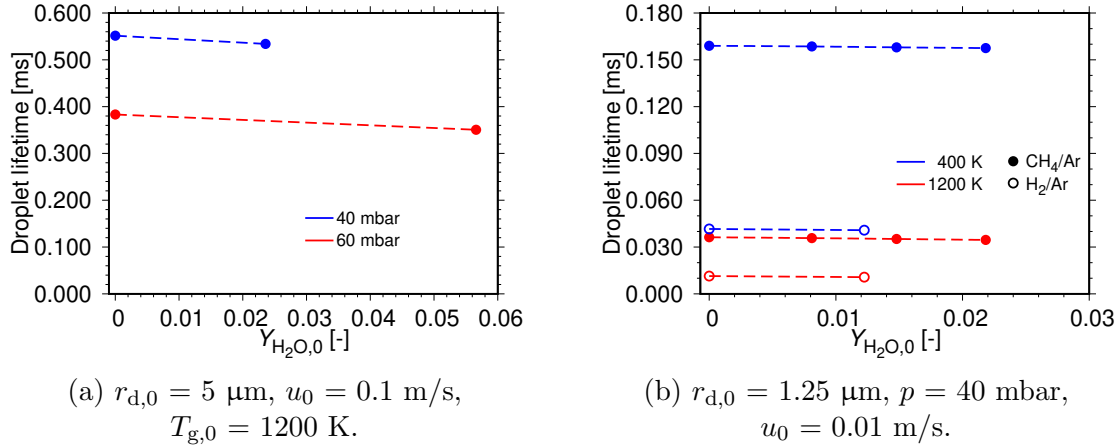 0.600
0.500
0.400
0.300
0.200
0.100
0.000
Droplet lifetime [ms]
40 mbar
60 mbar
0 0.01 0.02 0.03 0.04 0.05 0.06
Y_H₂O,0 [-]
(a) r_d,0 = 5 µm, u₀ = 0.1 m/s,
T_g,0 = 1200 K.
0.180
0.150
0.120
0.090
0.060
0.030
0.000
Droplet lifetime [ms]
400 K CH₄/Ar
1200 K H₂/Ar
0 0.01 0.02 0.03
Y_H₂O,0 [-]
(b) r_d,0 = 1.25 µm, p = 40 mbar,
u₀ = 0.01 m/s.